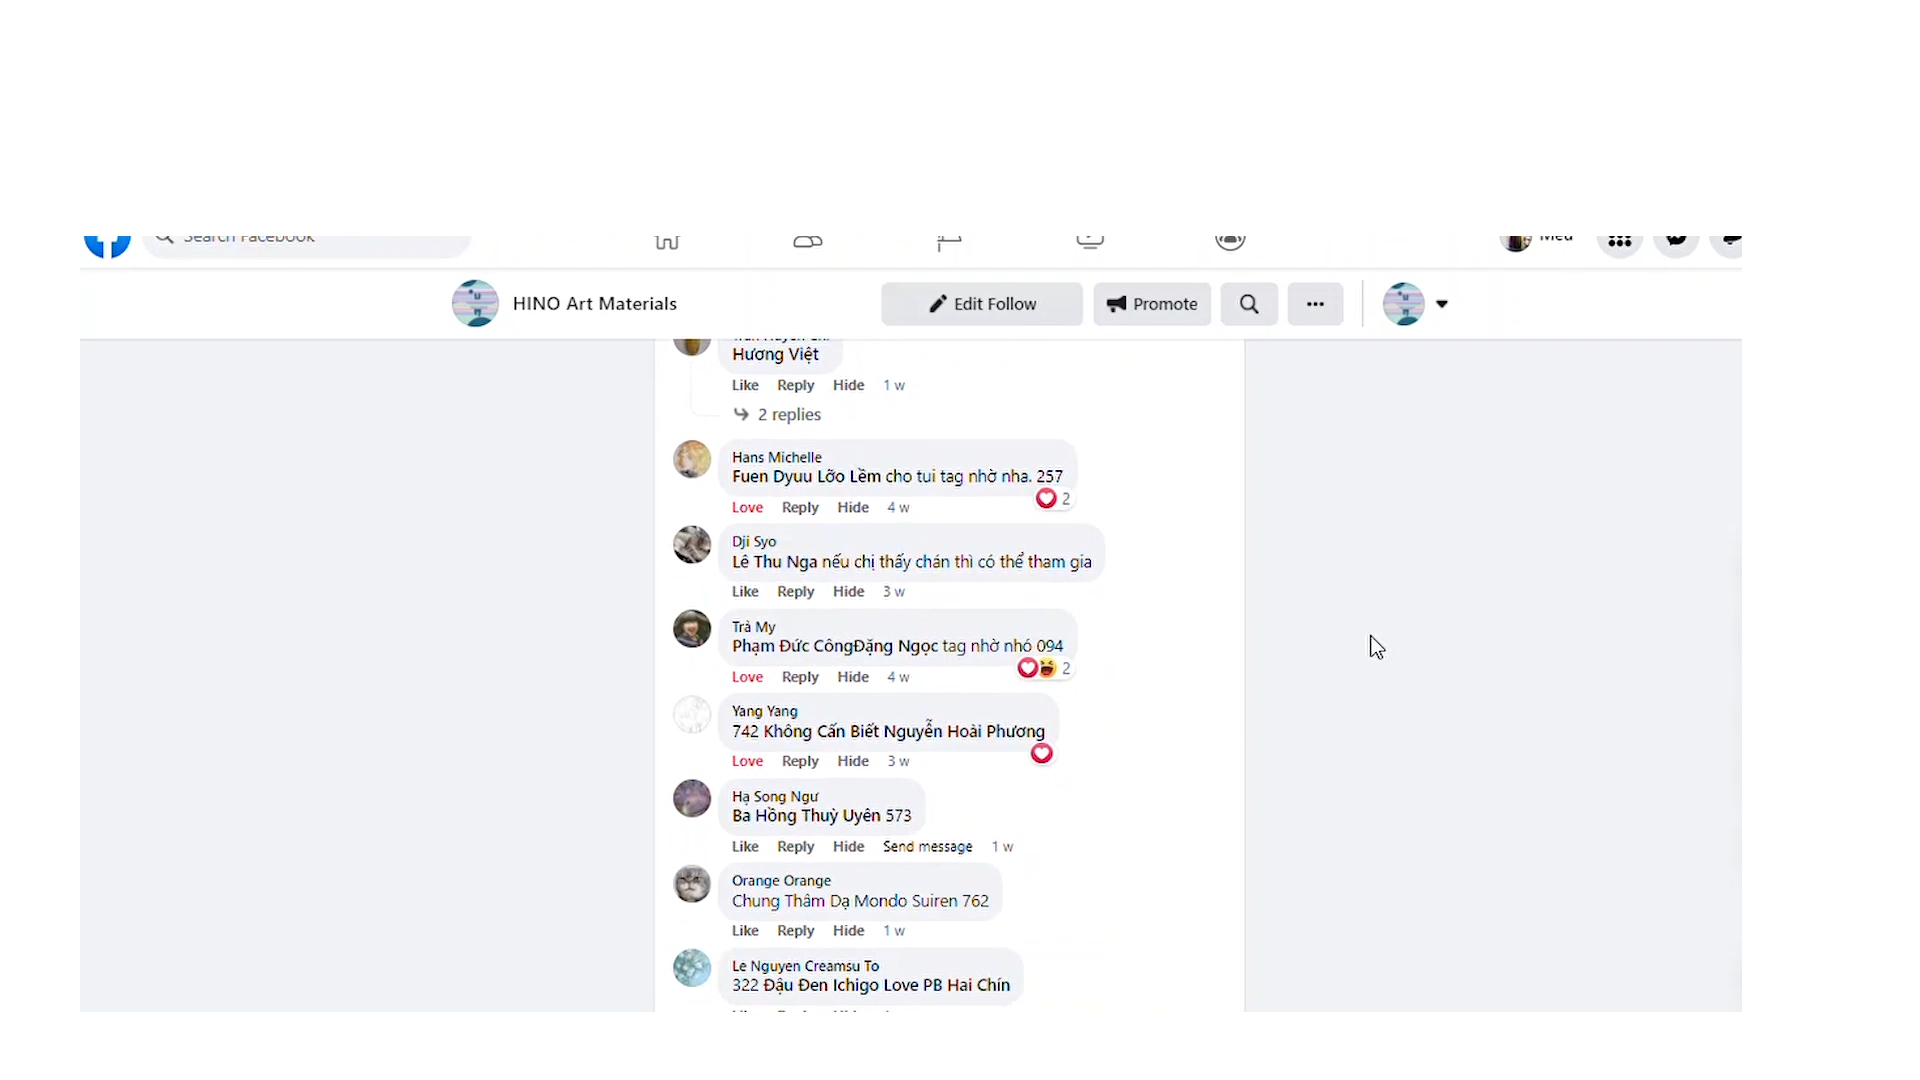 Search Facebook
HINO Art Materials
Edit Follow
Promote
Hương Việt
Like Reply Hide 1 w
2 replies
Hans Michelle
Fuen Dyuu Lỡo Lềm cho tui tag nhờ nha. 257
2
Love Reply Hide 4 w
Dji Syo
Lê Thu Nga nếu chị thấy chán thì có thể tham gia
Like Reply Hide 3 w
Trà My
Phạm Đức CôngĐặng Ngọc tag nhờ nhó 094
2
Love Reply Hide 4 w
Yang Yang
742 Không Cấn Biết Nguyễn Hoài Phương
Love Reply Hide 3 w
Hạ Song Ngư
Ba Hồng Thuỳ Uyên 573
Like Reply Hide Send message 1 w
Orange Orange
Chung Thâm Dạ Mondo Suiren 762
Like Reply Hide 1 w
Le Nguyen Creamsu To
322 Đậu Đen Ichigo Love PB Hai Chín